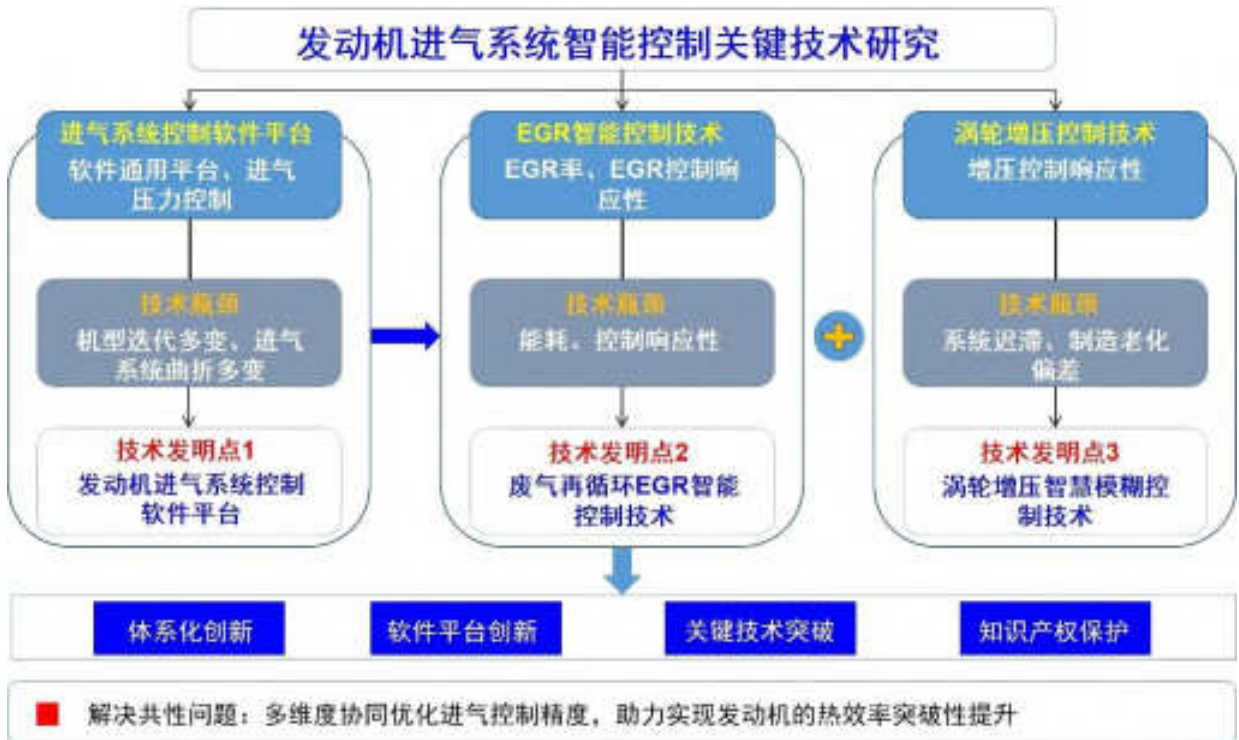 发动机进气系统智能控制关键技术研究
进气系统控制软件平台
软件通用平台、进气
压力控制
技术瓶颈
机型迭代多变、进气
系统曲折多变
技术发明点1
发动机进气系统控制
软件平台
EGR智能控制技术
EGR率、EGR控制响
应性
技术瓶颈
能耗、控制响应性
技术发明点2
废气再循环EGR智能
控制技术
涡轮增压控制技术
增压控制响应性
技术瓶颈
系统迟滞、制造老化
偏差
技术发明点3
涡轮增压智慧模糊控
制技术
体系化创新
软件平台创新
关键技术突破
知识产权保护
解决共性问题：多维度协同优化进气控制精度，助力实现发动机的热效率突破性提升